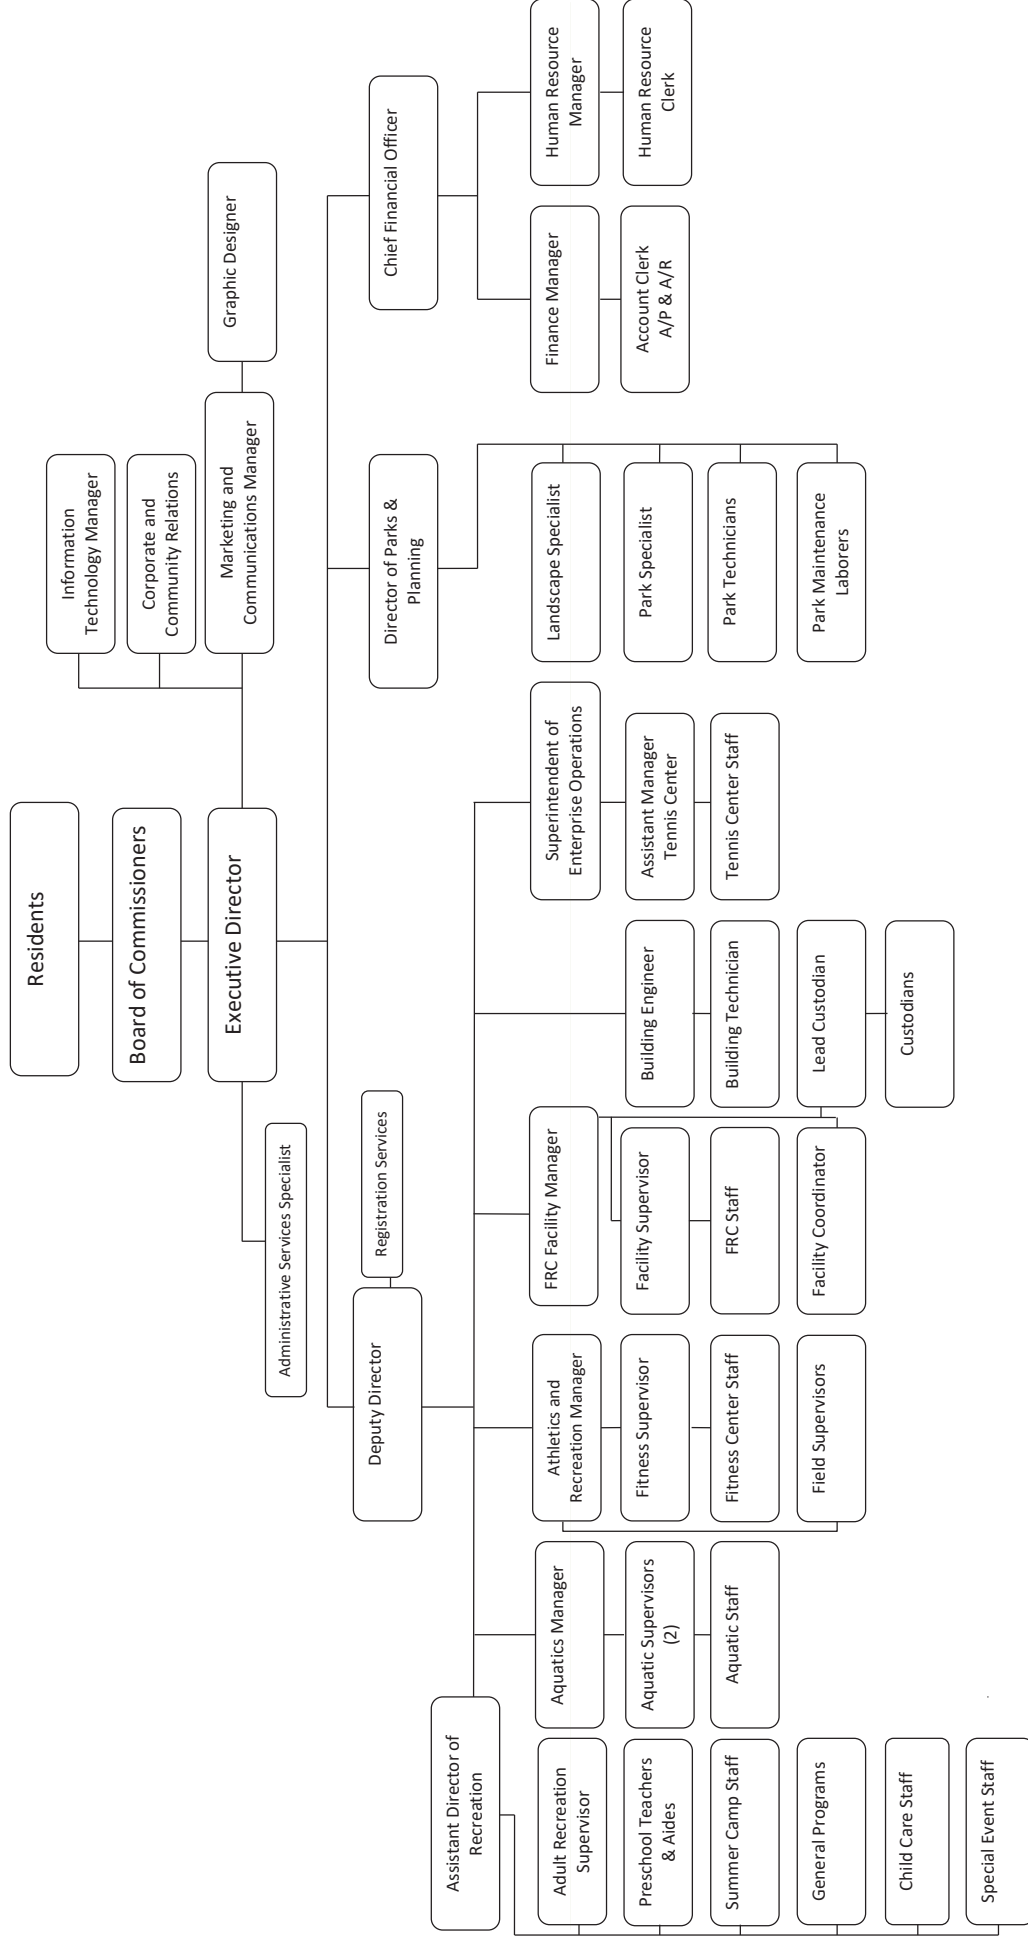 Residents
Board of Commissioners
Executive Director
Administrative Services Specialist
Information
Technology Manager
Corporate and
Community Relations
Marketing and
Communications Manager
Graphic Designer
Deputy Director
Registration Services
Director of Parks &
Planning
Chief Financial Officer
Assistant Director of
Recreation
Adult Recreation
Supervisor
Preschool Teachers
& Aides
Summer Camp Staff
General Programs
Child Care Staff
Special Event Staff
Aquatics Manager
Aquatic Supervisors
(2)
Aquatic Staff
Athletics and
Recreation Manager
Fitness Supervisor
Fitness Center Staff
Field Supervisors
FRC Facility Manager
Facility Supervisor
FRC Staff
Facility Coordinator
Building Engineer
Building Technician
Lead Custodian
Custodians
Superintendent of
Enterprise Operations
Assistant Manager
Tennis Center
Tennis Center Staff
Landscape Specialist
Park Specialist
Park Technicians
Park Maintenance
Laborers
Finance Manager
Account Clerk
A/P & A/R
Human Resource
Manager
Human Resource
Clerk